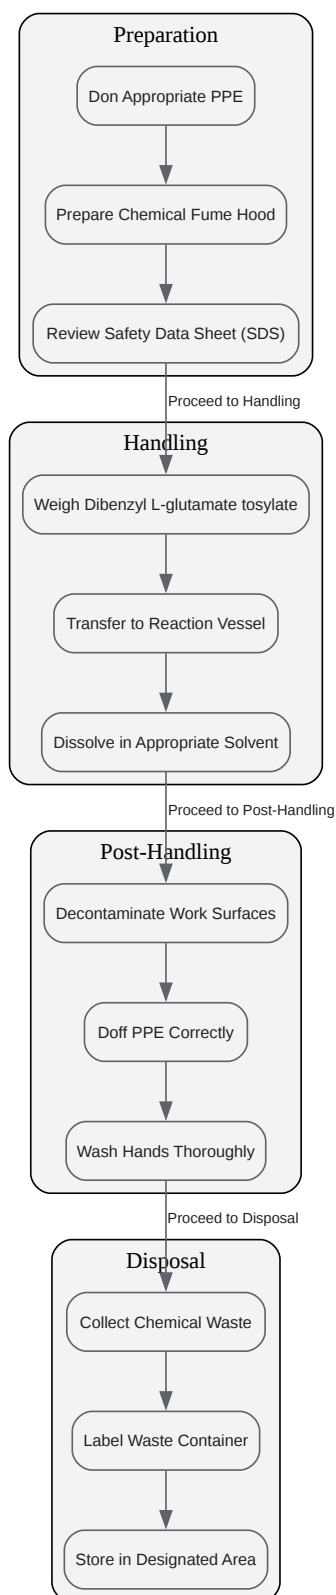 Preparation
Don Appropriate PPE
Prepare Chemical Fume Hood
Review Safety Data Sheet (SDS)
Proceed to Handling
Handling
Weigh Dibenzyl L-glutamate tosylate
Transfer to Reaction Vessel
Dissolve in Appropriate Solvent
Proceed to Post-Handling
Post-Handling
Decontaminate Work Surfaces
Doff PPE Correctly
Wash Hands Thoroughly
Proceed to Disposal
Disposal
Collect Chemical Waste
Label Waste Container
Store in Designated Area